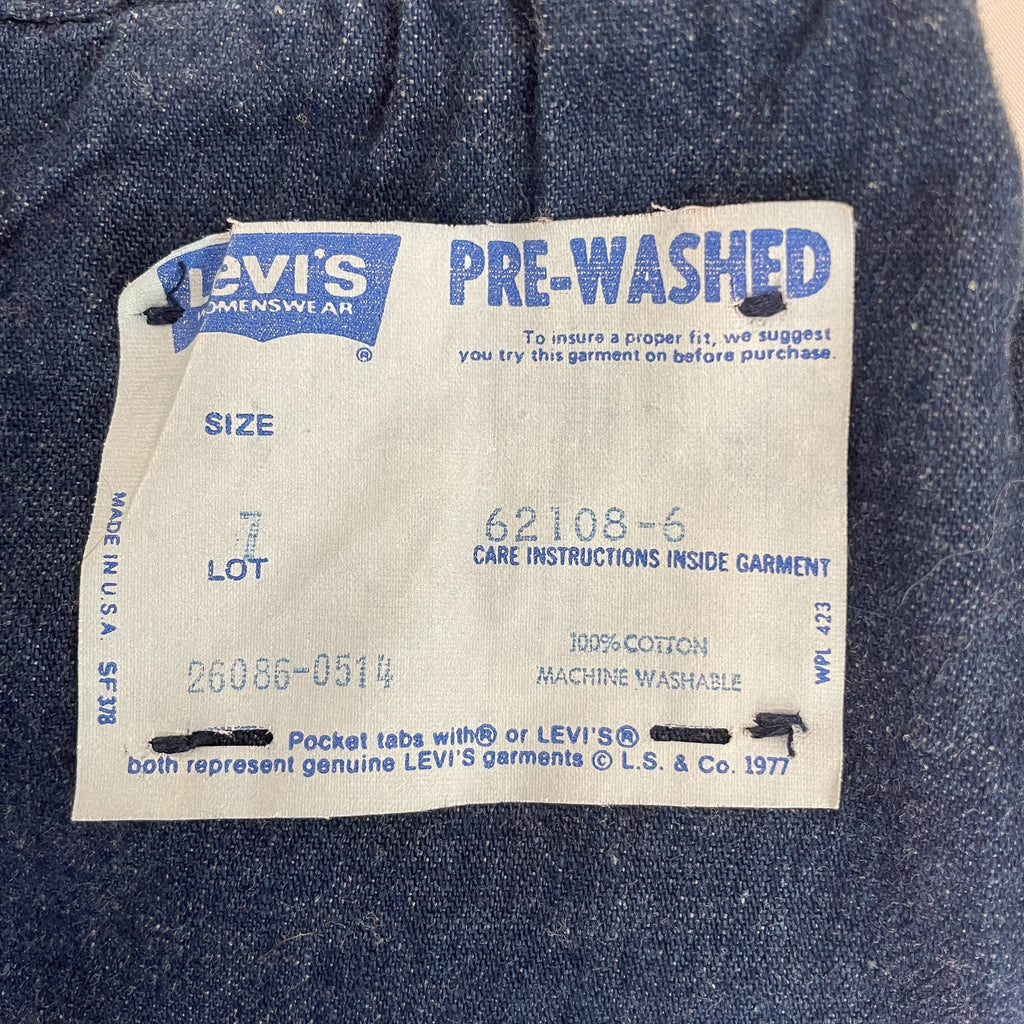 LEVI'S
WOMENSWEAR
®
PRE-WASHED
To insure a proper fit, we suggest
you try this garment on before purchase.
SIZE
7
LOT
62108-6
CARE INSTRUCTIONS INSIDE GARMENT
26086-0514
100% COTTON
MACHINE WASHABLE
Pocket tabs with ® or LEVI'S®
both represent genuine LEVI'S garments © L.S. & Co. 1977
MADE IN U.S.A. SF378
WPL 423